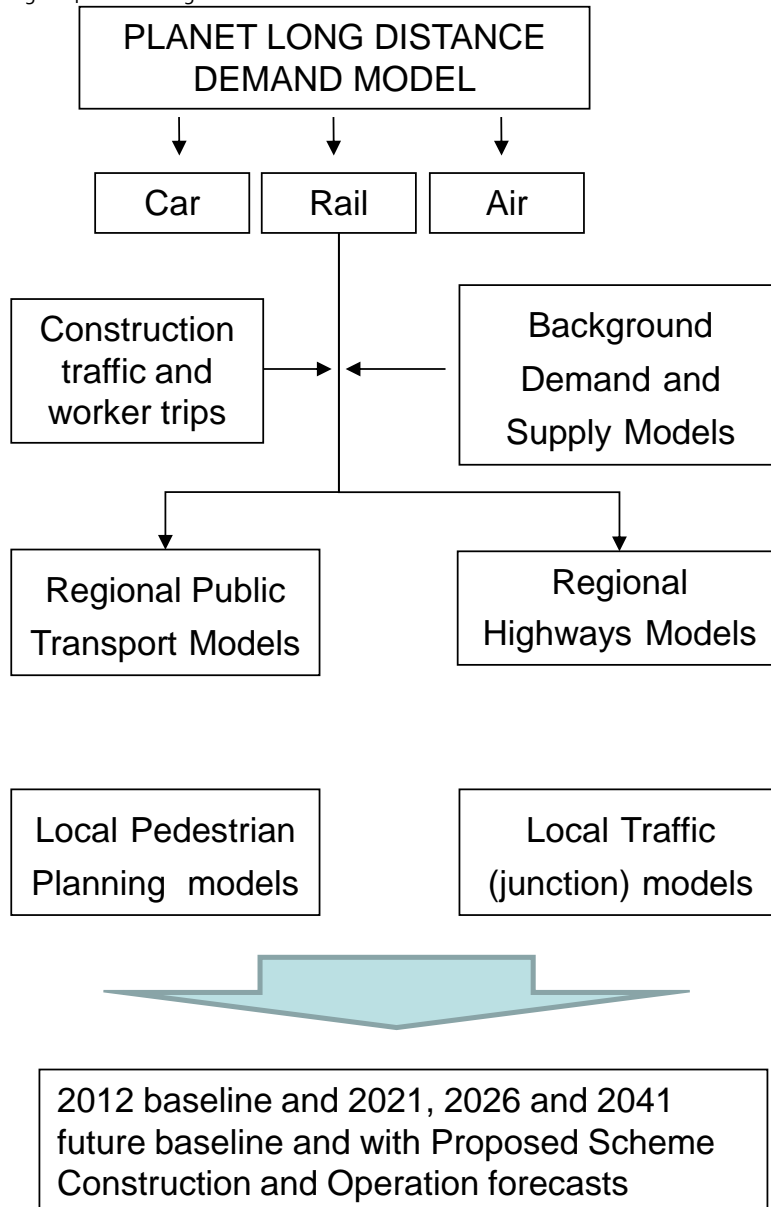 PLANET LONG DISTANCE
DEMAND MODEL
Car
Rail
Air
Construction
traffic and
worker trips
Background
Demand and
Supply Models
Regional Public
Transport Models
Regional
Highways Models
Local Pedestrian
Planning models
Local Traffic
(junction) models
2012 baseline and 2021, 2026 and 2041
future baseline and with Proposed Scheme
Construction and Operation forecasts